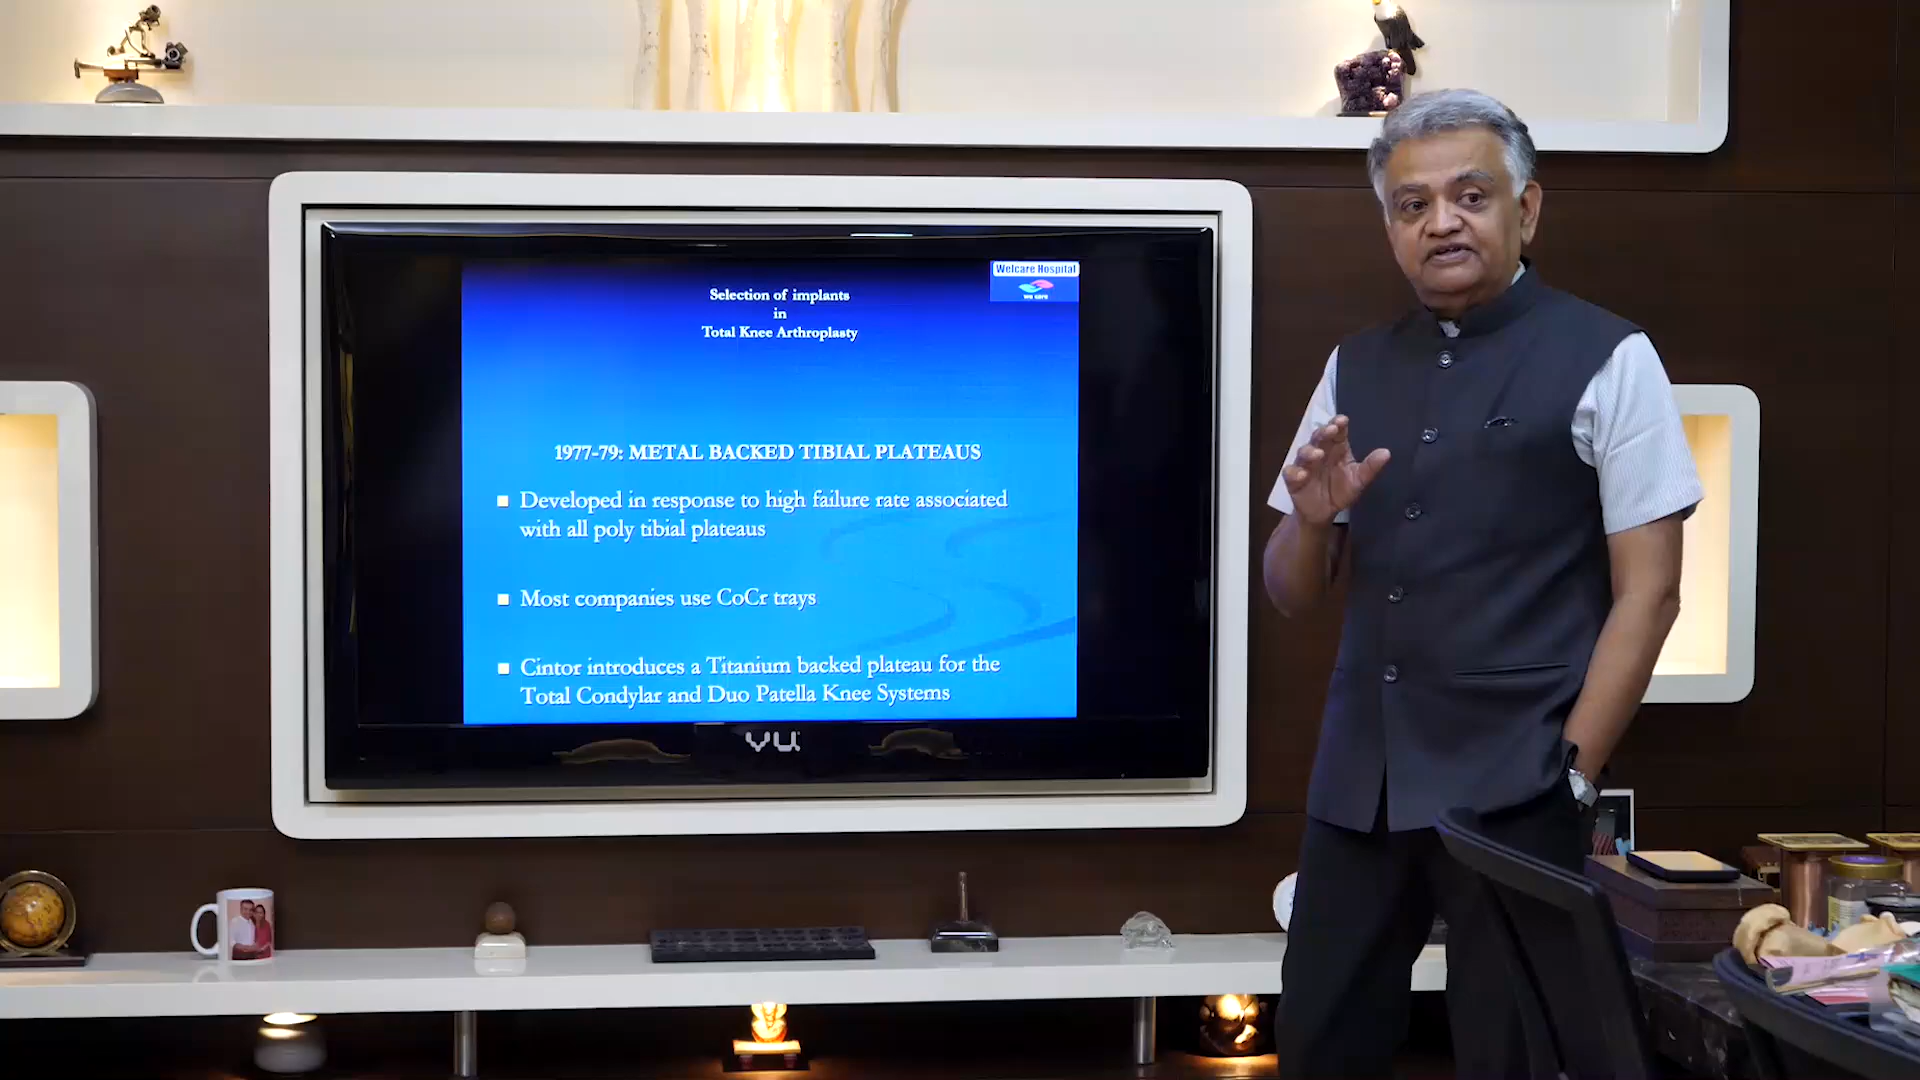 Welcare Hospital
we care
Selection of implants
in
Total Knee Arthroplasty
1977-79: METAL BACKED TIBIAL PLATEAUS
Developed in response to high failure rate associated
with all poly tibial plateaus
Most companies use CoCr trays
Cintor introduces a Titanium backed plateau for the
Total Condylar and Duo Patella Knee Systems
VU